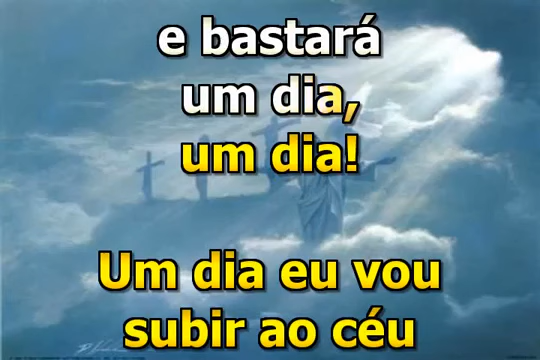 e bastará
um dia,
um dia!
Um dia eu vou
subir ao céu